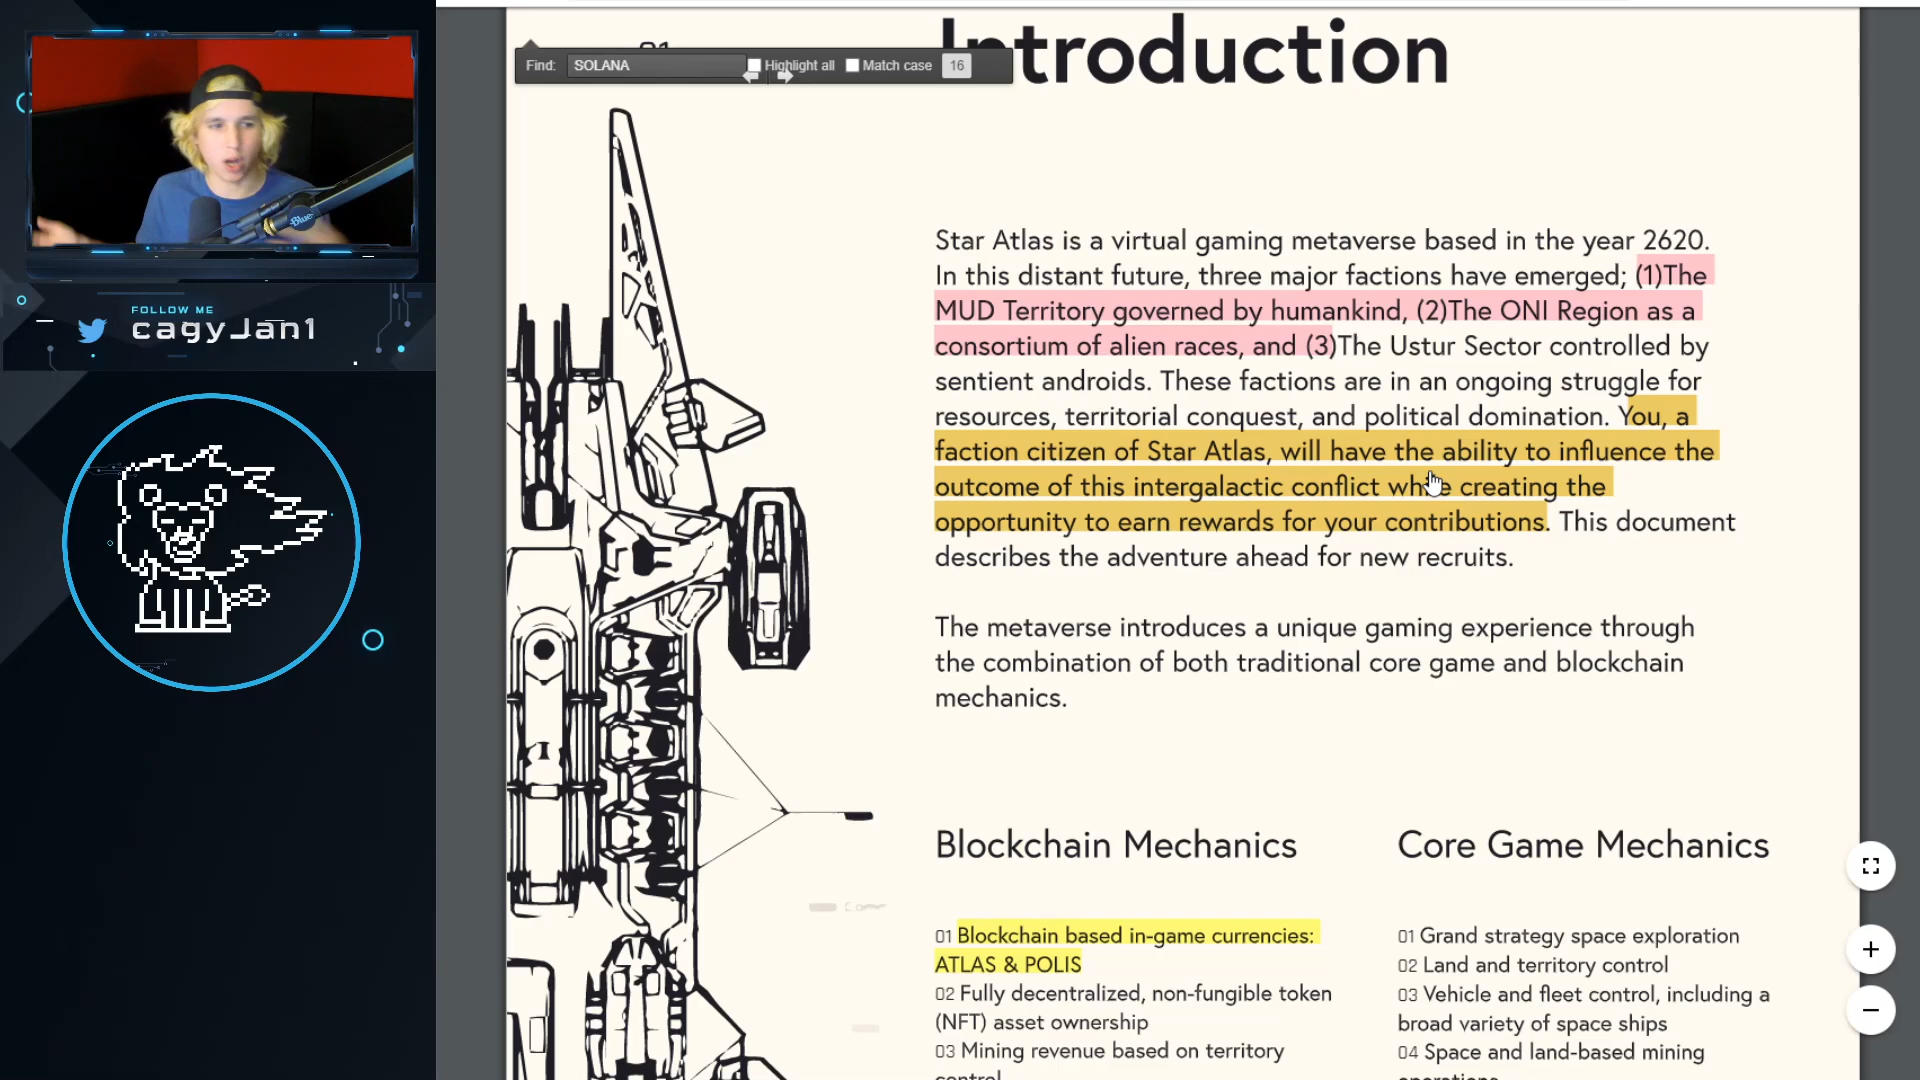 Introduction
Find: SOLANA Highlight all Match case 16
Blue
FOLLOW ME
cagyJan1
Star Atlas is a virtual gaming metaverse based in the year 2620.
In this distant future, three major factions have emerged; (1)The
MUD Territory governed by humankind, (2)The ONI Region as a
consortium of alien races, and (3)The Ustur Sector controlled by
sentient androids. These factions are in an ongoing struggle for
resources, territorial conquest, and political domination. You, a
faction citizen of Star Atlas, will have the ability to influence the
outcome of this intergalactic conflict while creating the
opportunity to earn rewards for your contributions. This document
describes the adventure ahead for new recruits.
The metaverse introduces a unique gaming experience through
the combination of both traditional core game and blockchain
mechanics.
Blockchain Mechanics
01 Blockchain based in-game currencies:
ATLAS & POLIS
02 Fully decentralized, non-fungible token
(NFT) asset ownership
03 Mining revenue based on territory
control
Core Game Mechanics
01 Grand strategy space exploration
02 Land and territory control
03 Vehicle and fleet control, including a
broad variety of space ships
04 Space and land-based mining
operations